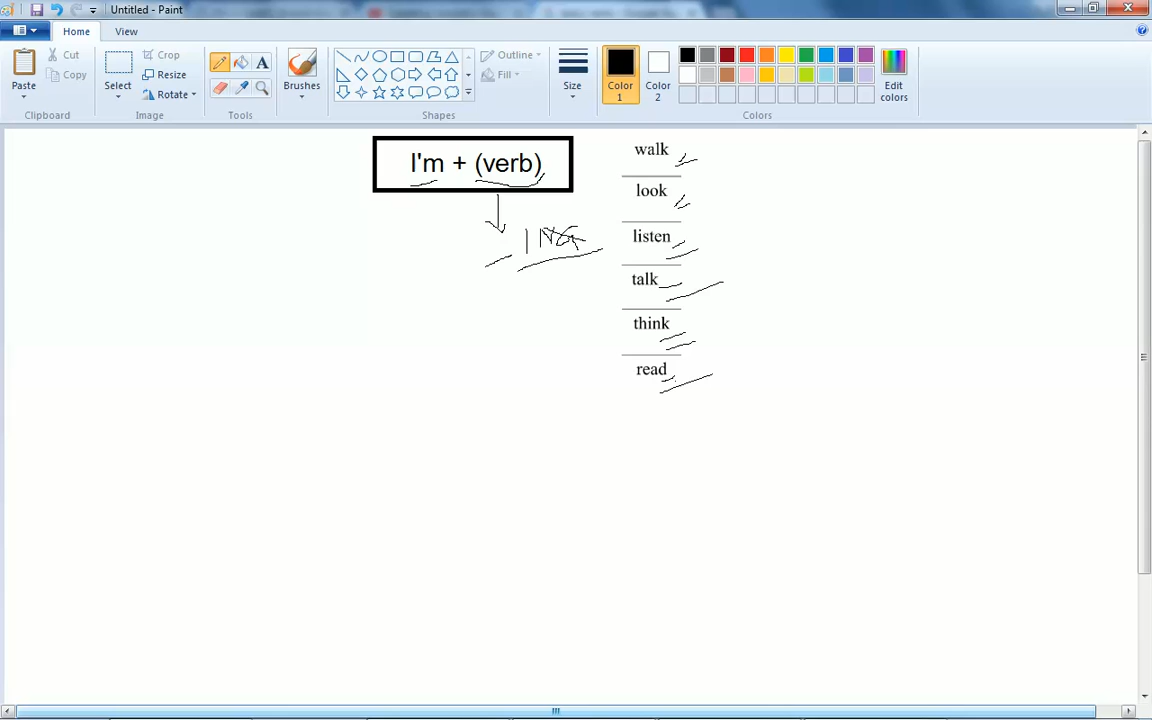 Untitled - Paint
Home
View
Paste
Cut
Copy
Clipboard
Select
Crop
Resize
Rotate
Image
A
Tools
Brushes
Outline
Fill
Shapes
Size
Color
1
Color
2
Edit
colors
Colors
I'm + (verb)
ING
walk
look
listen
talk
think
read